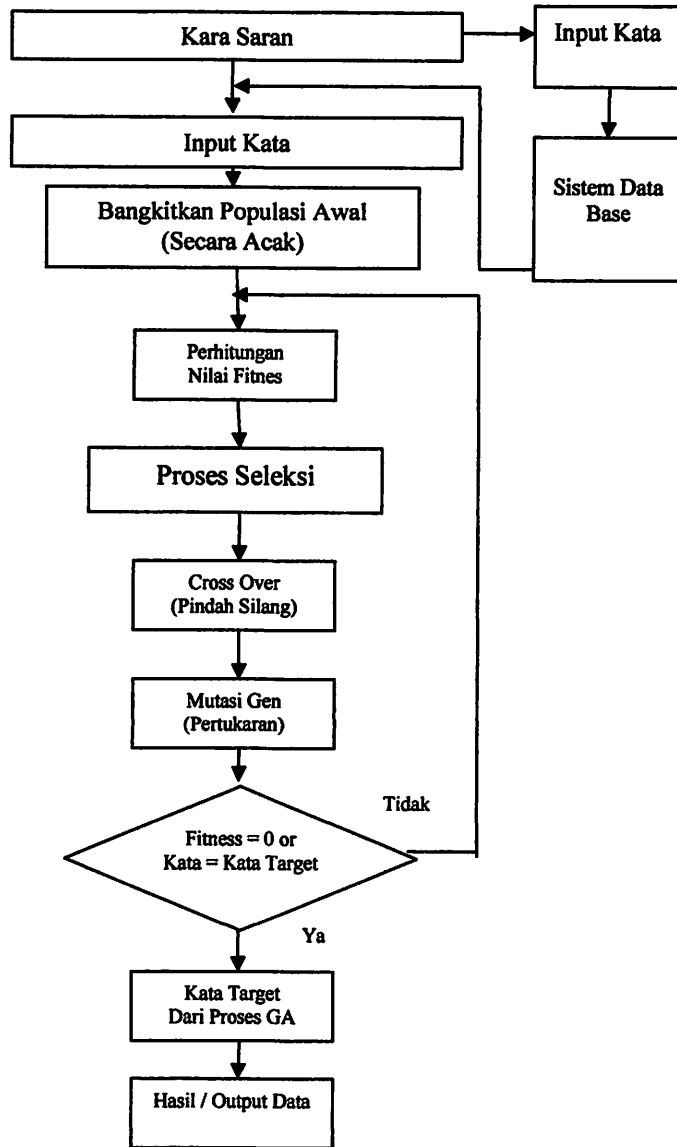 Kara Saran
Input Kata
Input Kata
Sistem Data
Base
Bangkitkan Populasi Awal
(Secara Acak)
Perhitungan
Nilai Fitnes
Proses Seleksi
Cross Over
(Pindah Silang)
Mutasi Gen
(Pertukaran)
Tidak
Fitness = 0 or
Kata = Kata Target
Ya
Kata Target
Dari Proses GA
Hasil / Output Data